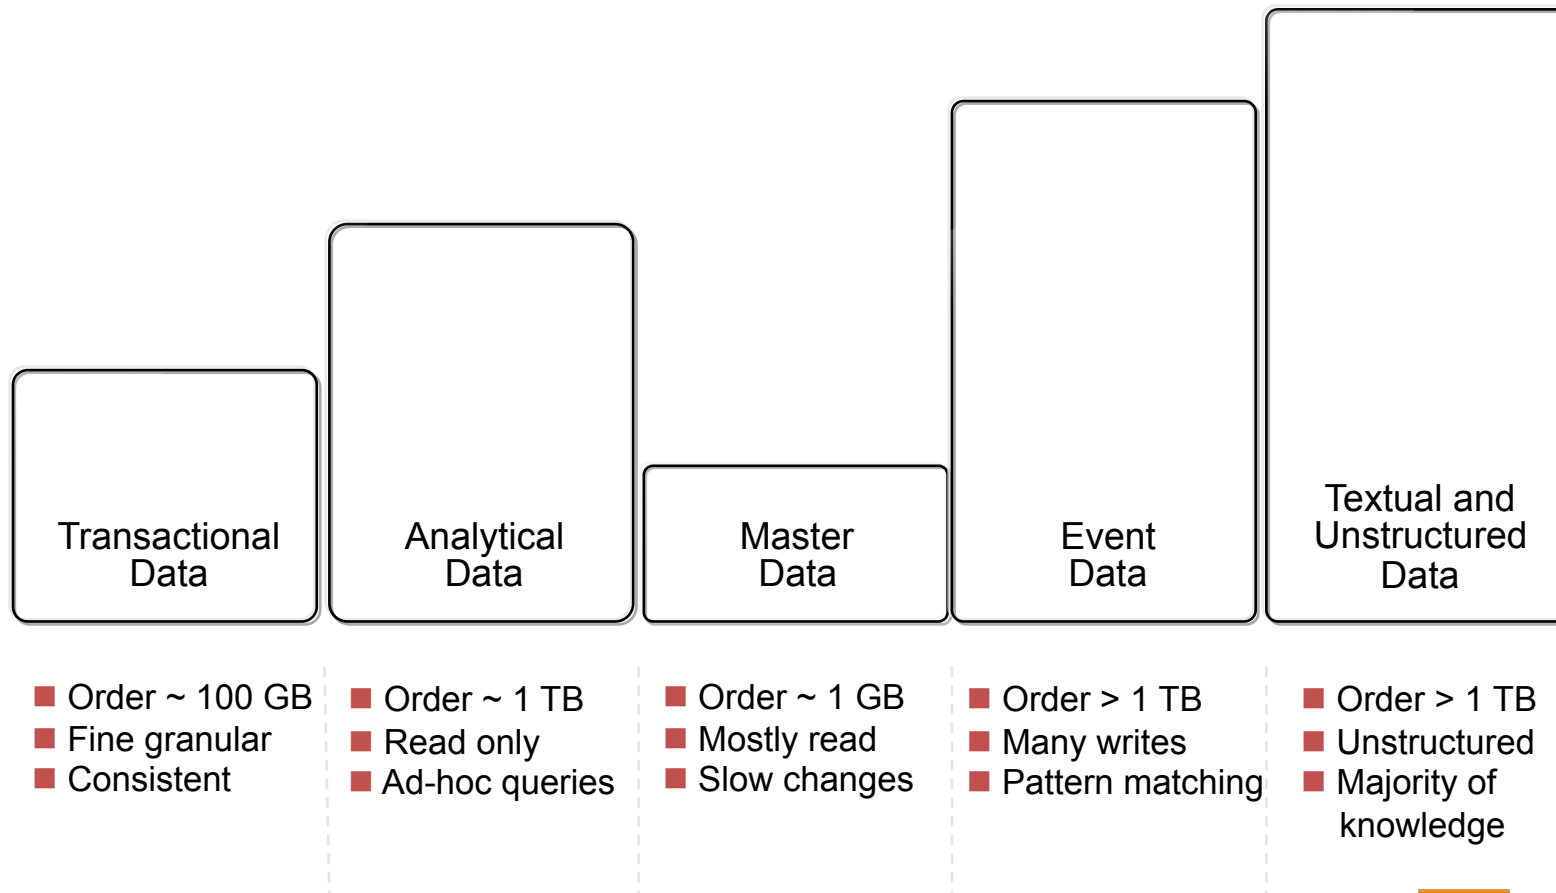 Transactional
Data
Analytical
Data
Master
Data
Event
Data
Textual and
Unstructured
Data
Order ~ 100 GB
Fine granular
Consistent
Order ~ 1 TB
Read only
Ad-hoc queries
Order ~ 1 GB
Mostly read
Slow changes
Order > 1 TB
Many writes
Pattern matching
Order > 1 TB
Unstructured
Majority of
knowledge